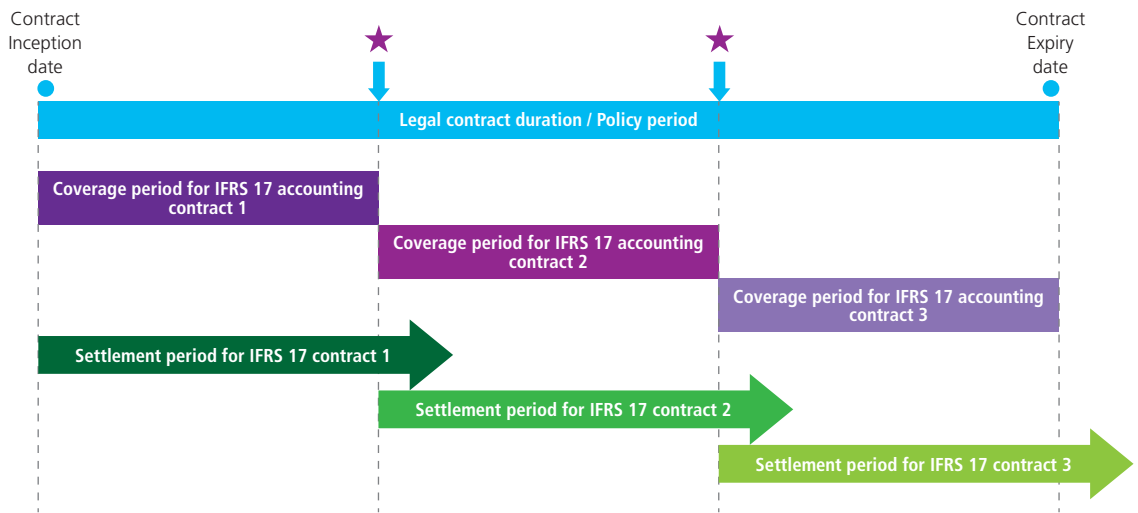 Contract
Inception
date
Contract
Expiry
date
Legal contract duration / Policy period
Coverage period for IFRS 17 accounting
contract 1
Coverage period for IFRS 17 accounting
contract 2
Coverage period for IFRS 17 accounting
contract 3
Settlement period for IFRS 17 contract 1
Settlement period for IFRS 17 contract 2
Settlement period for IFRS 17 contract 3